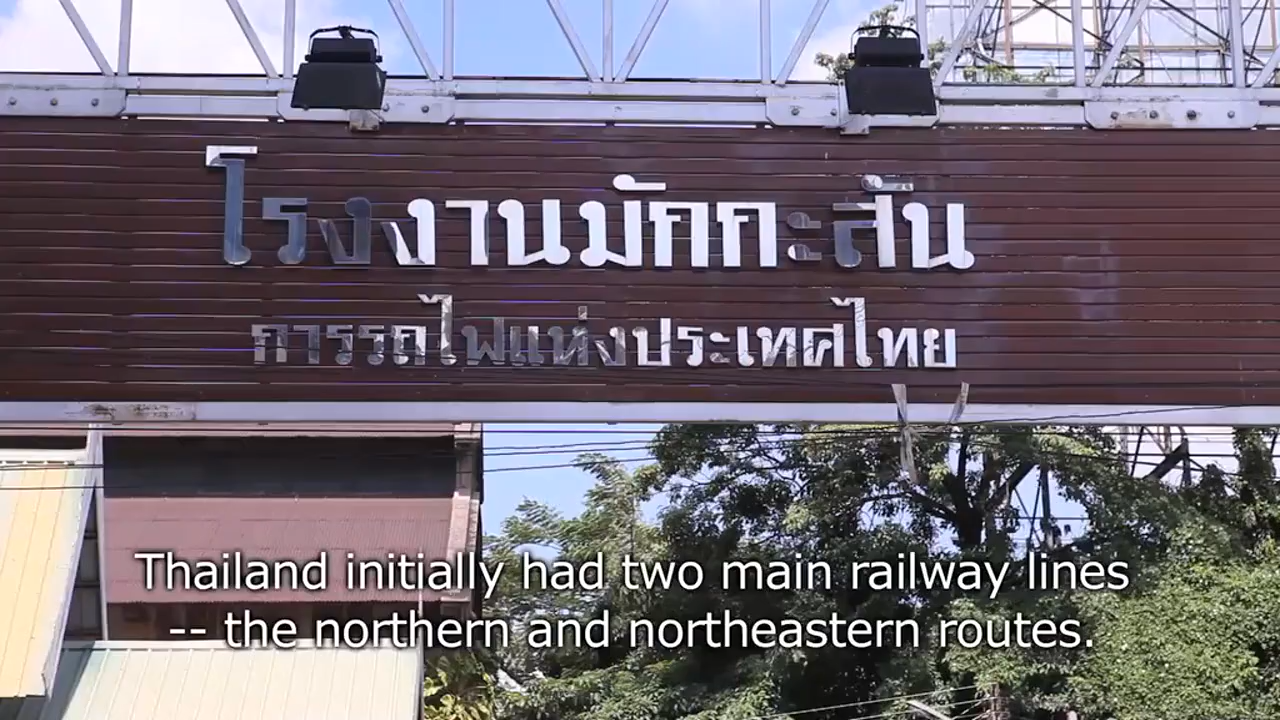 โรงงานมักกะสัน
การรถไฟแห่งประเทศไทย
Thailand initially had two main railway lines
-- the northern and northeastern routes.